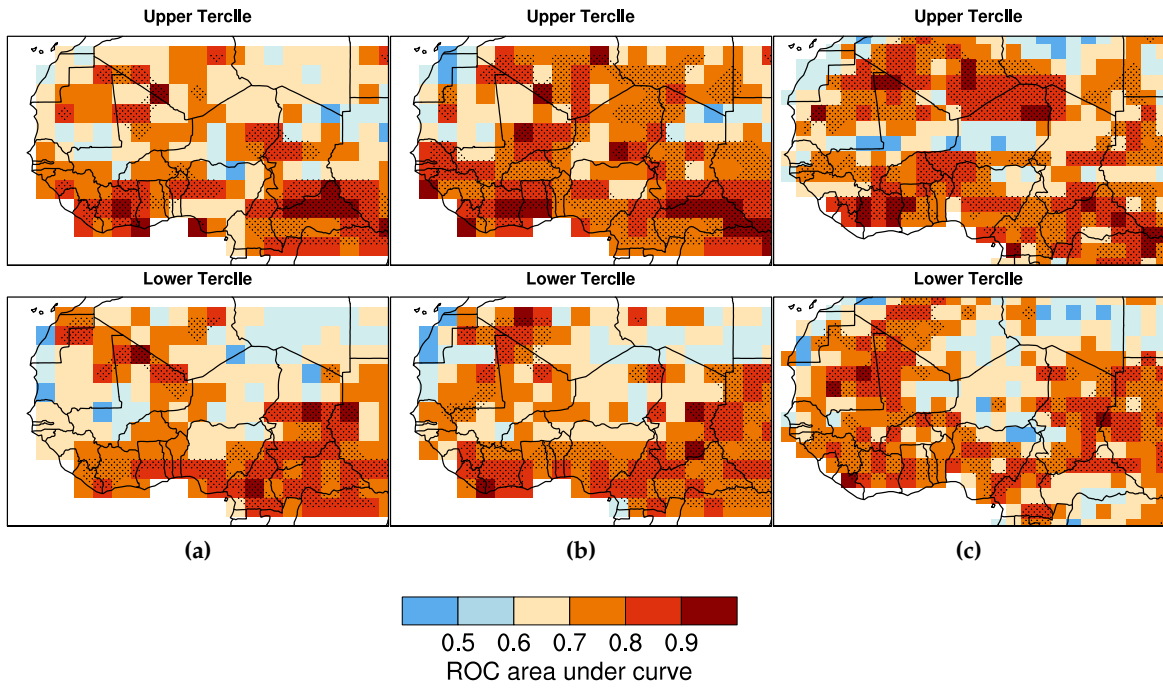 Upper Tercile
Upper Tercile
Upper Tercile
Lower Tercile
Lower Tercile
Lower Tercile
(a)
(b)
(c)
0.5 0.6 0.7 0.8 0.9
ROC area under curve